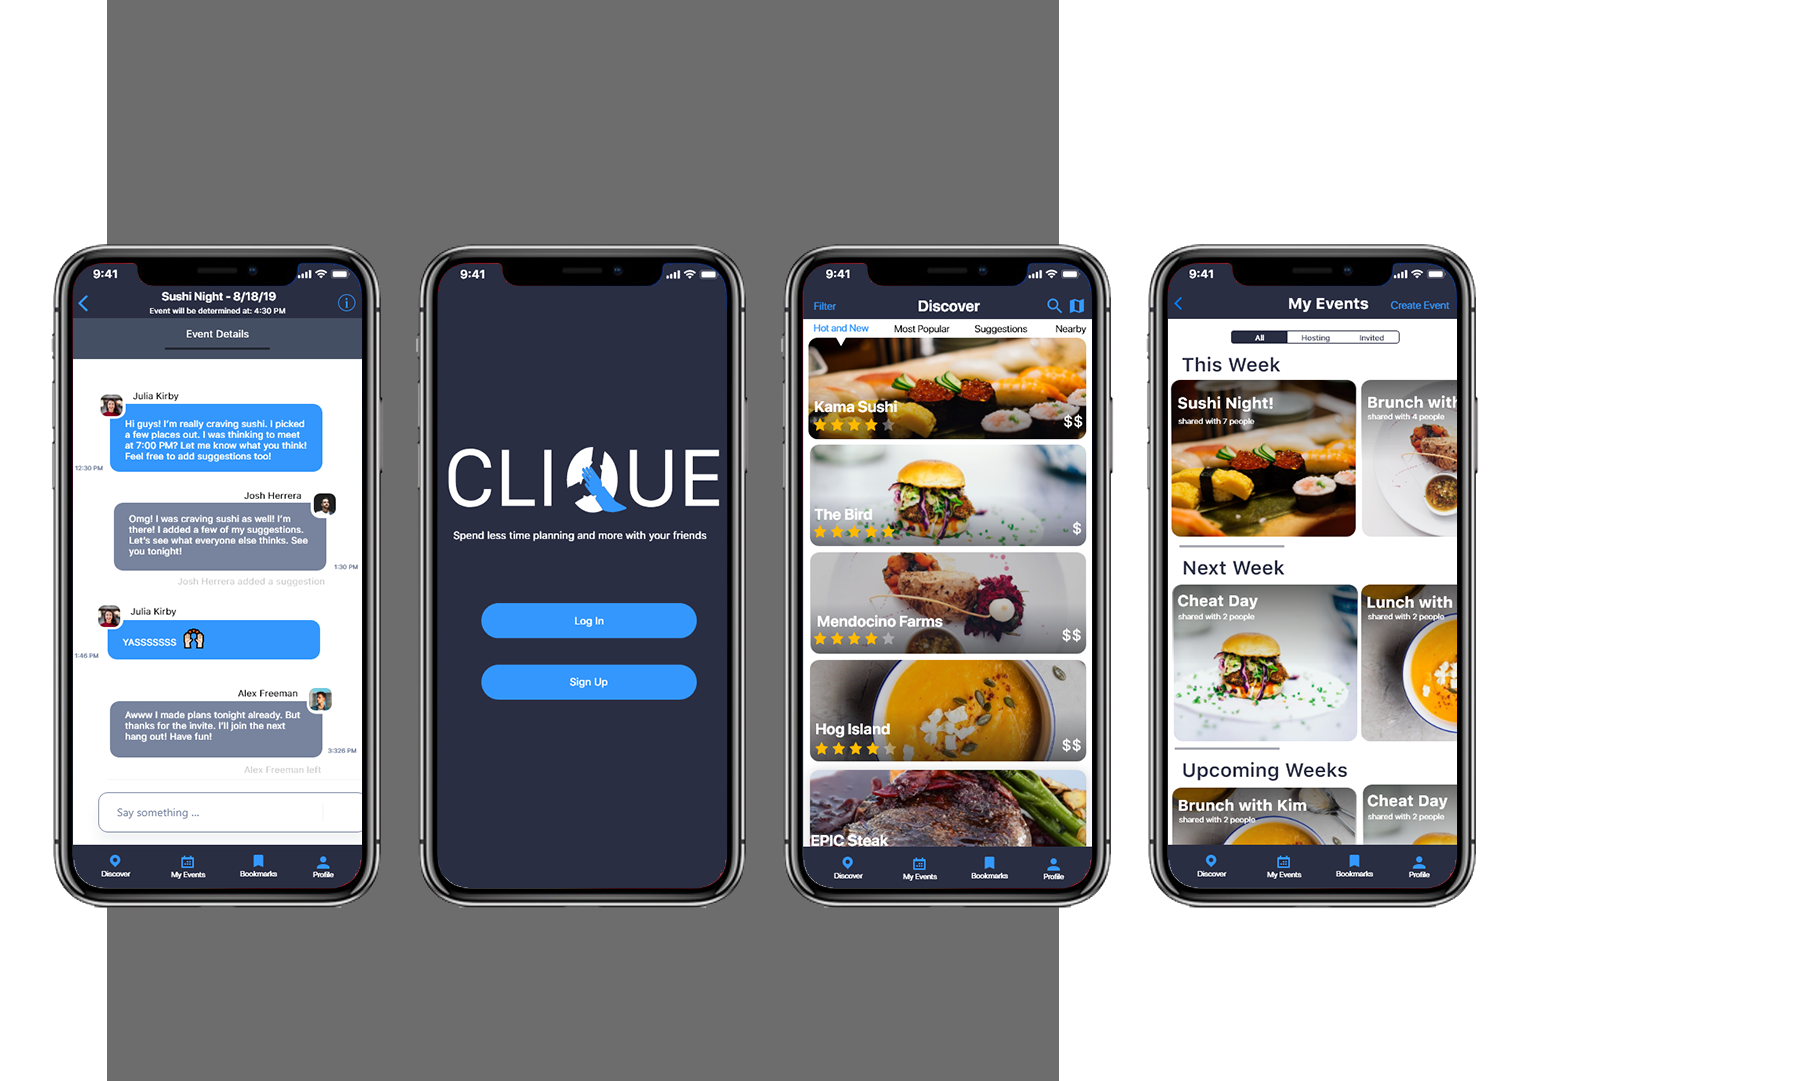 9:41
Sushi Night - 8/18/19
Event will be determined at: 4:30 PM
Event Details
Julia Kirby
Hi guys! I'm really craving sushi. I picked
a few places out. I was thinking to meet
at 7:00 PM? Let me know what you think!
Feel free to add suggestions too!
12:30 PM
Josh Herrera
Omg! I was craving sushi as well! I'm
there! I added a few of my suggestions.
Let's see what everyone else thinks. See
you tonight!
1:30 PM
Josh Herrera added a suggestion
Julia Kirby
YASSSSSSS
1:46 PM
Alex Freeman
Awww I made plans tonight already. But
thanks for the invite. I'll join the next
hang out! Have fun!
3:326 PM
Alex Freeman left
Say something ...
Discover
My Events
Bookmarks
Profile
9:41
CLIQUE
Spend less time planning and more with your friends
Log In
Sign Up
9:41
Filter
Discover
Hot and New
Most Popular
Suggestions
Nearby
Kama Sushi
$$
The Bird
$
Mendocino Farms
$$
Hog Island
$$
EPIC Steak
Discover
My Events
Bookmarks
Profile
9:41
My Events
Create Event
All
Hosting
Invited
This Week
Sushi Night!
shared with 7 people
Brunch with
shared with 4 people
Next Week
Cheat Day
shared with 2 people
Lunch with
shared with 2 people
Upcoming Weeks
Brunch with Kim
shared with 2 people
Cheat Day
shared with 2 people
Discover
My Events
Bookmarks
Profile